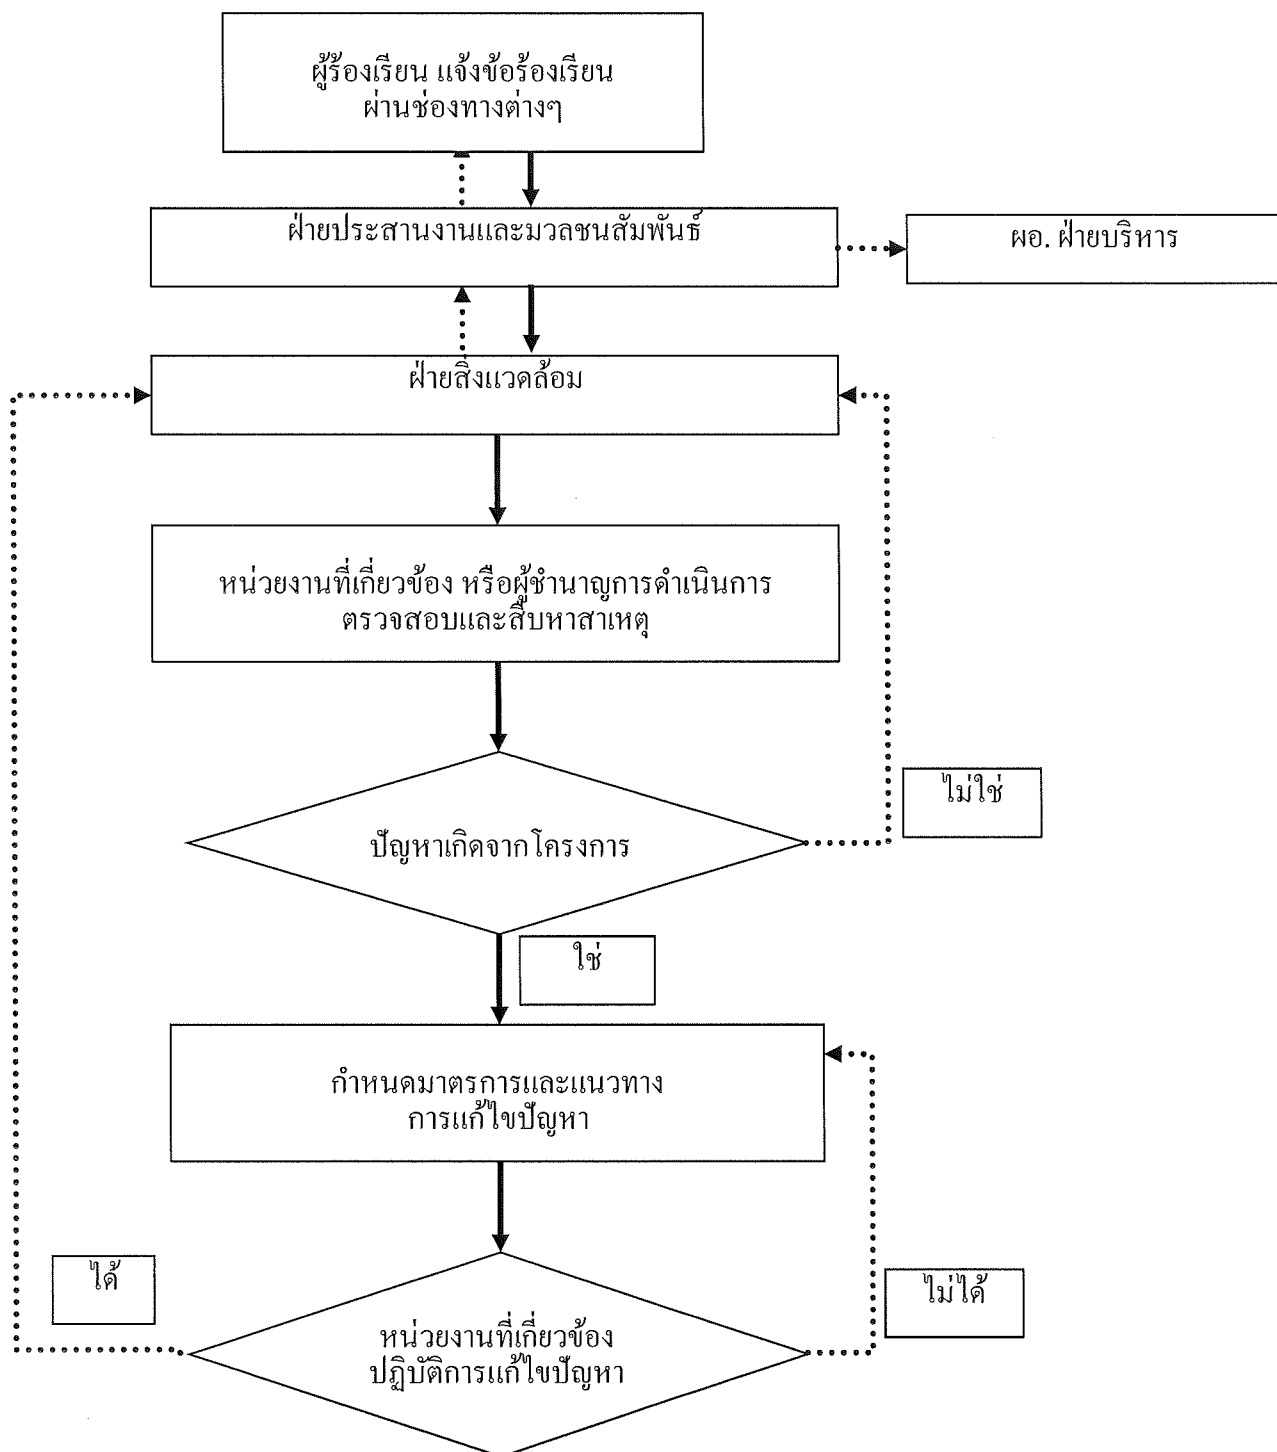 ผู้ร้องเรียน แจ้งข้อร้องเรียน
ผ่านช่องทางต่างๆ
ฝ่ายประสานงานและมวลชนสัมพันธ์
ผอ. ฝ่ายบริหาร
ฝ่ายสิ่งแวดล้อม
หน่วยงานที่เกี่ยวข้อง หรือผู้ชำนาญการดำเนินการ
ตรวจสอบและสืบหาสาเหตุ
ไม่ใช่
ปัญหาเกิดจากโครงการ
ใช่
กำหนดมาตรการและแนวทาง
การแก้ไขปัญหา
ได้
ไม่ได้
หน่วยงานที่เกี่ยวข้อง
ปฏิบัติการแก้ไขปัญหา